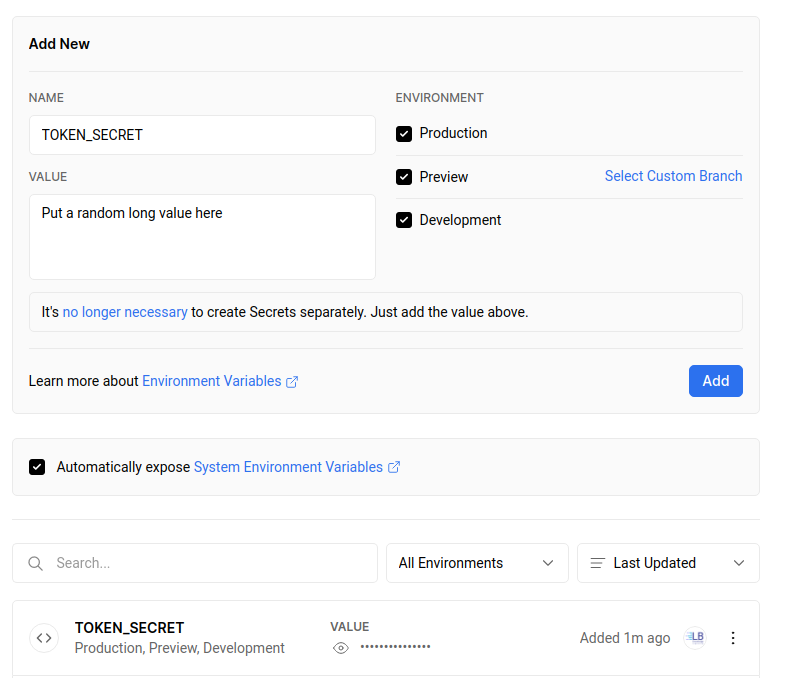 Add New
NAME
TOKEN_SECRET
VALUE
Put a random long value here
ENVIRONMENT
Production
Preview
Select Custom Branch
Development
It's no longer necessary to create Secrets separately. Just add the value above.
Learn more about Environment Variables
Add
Automatically expose System Environment Variables
Search...
All Environments
Last Updated
TOKEN_SECRET
Production, Preview, Development
VALUE
•••••••••••••••
Added 1m ago
LB